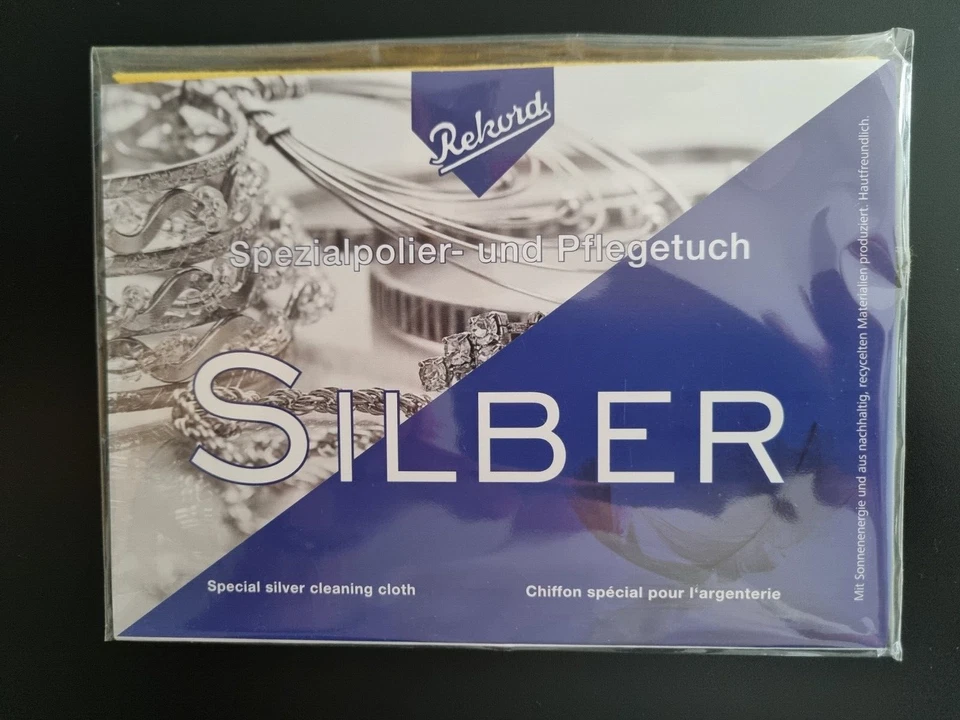 Rekord
Spezialpolier- und Pflegetuch
SILBER
Special silver cleaning cloth
Chiffon spécial pour l‘argenterie
Mit Sonnenenergie und aus nachhaltig, recycelten Materialien produziert. Hautfreundlich.